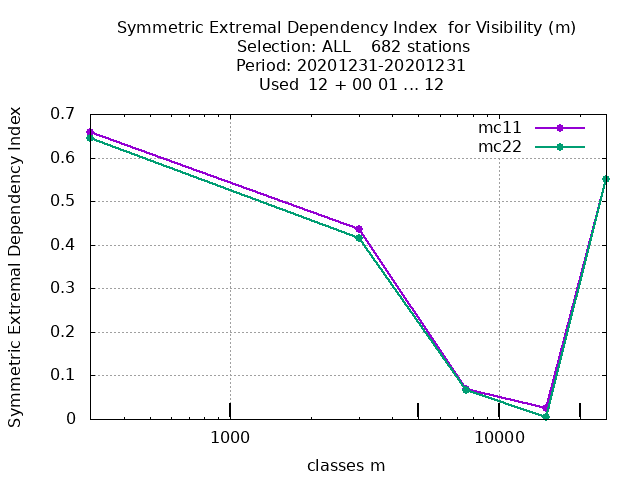 Symmetric Extremal Dependency Index  for Visibility (m)
Selection: ALL    682 stations
Period: 20201231-20201231
Used  12 + 00 01 ... 12
mc11
mc22
Symmetric Extremal Dependency Index
0.7
0.6
0.5
0.4
0.3
0.2
0.1
0
1000
10000
classes m